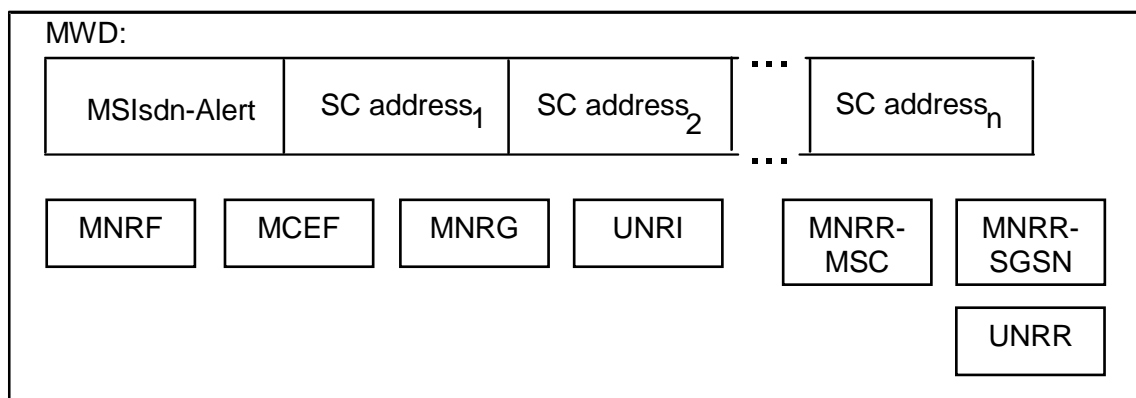 MWD:
MSIsdn-Alert SC address1 SC address2 ... SC addressn
...
MNRF MCEF MNRG UNRI MNRR-MSC MNRR-SGSN
UNRR